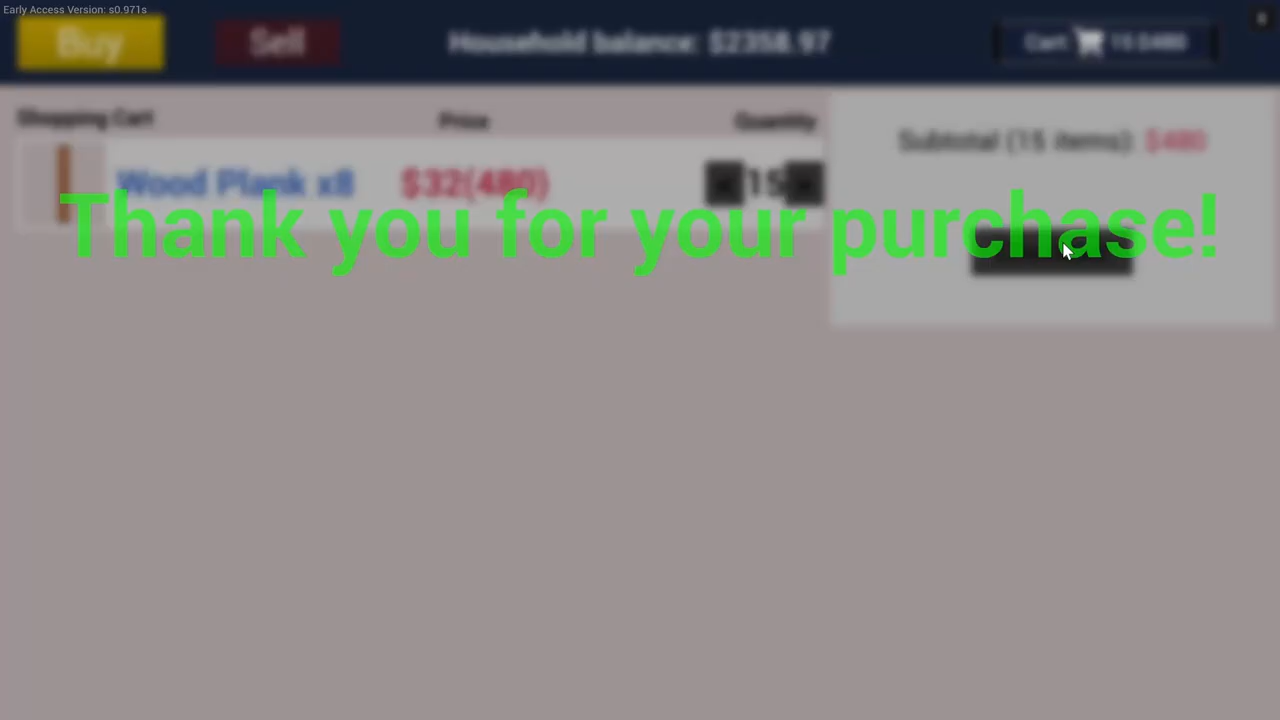 Early Access Version: s0.971s
Buy
Sell
Household balance: $2358.97
Cart 15 $480
Shopping Cart
Price
Quantity
Subtotal (15 items): $480
Wood Plank x8
$32(480)
15
Thank you for your purchase!